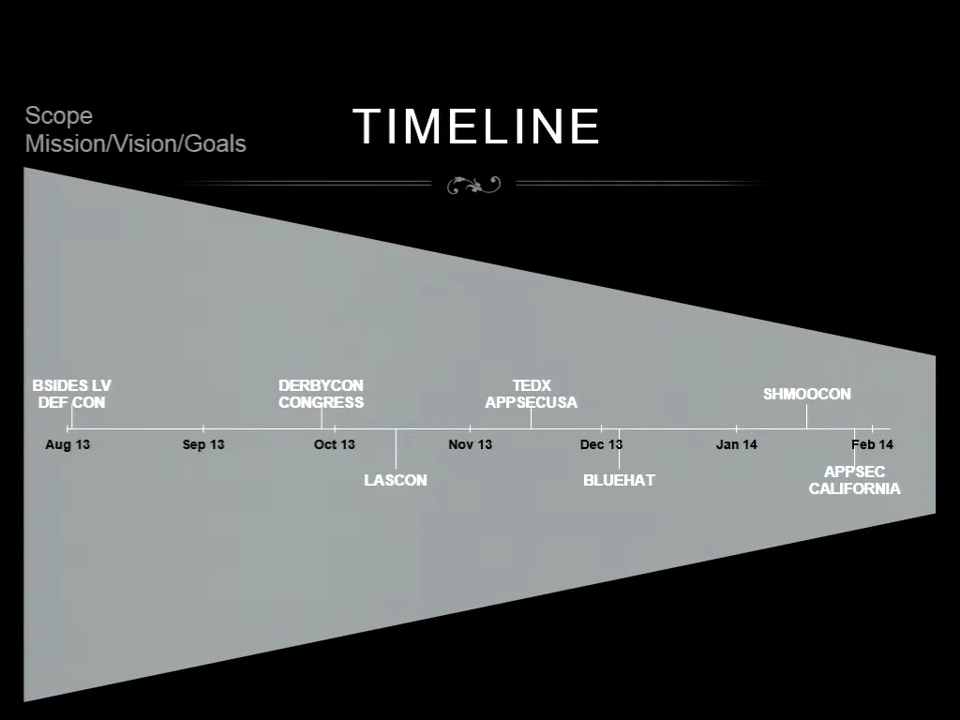 Scope
Mission/Vision/Goals
TIMELINE
BSIDES LV
DEF CON
DERBYCON
CONGRESS
TEDX
APPSECUSA
SHMOOCON
Aug 13
Sep 13
Oct 13
Nov 13
Dec 13
Jan 14
Feb 14
LASCON
BLUEHAT
APPSEC
CALIFORNIA